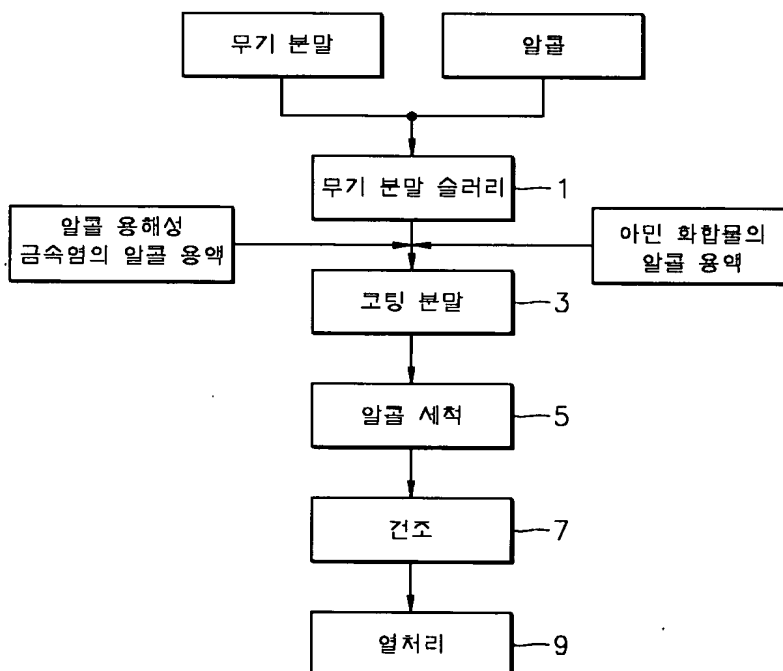 무기 분말
알콜
무기 분말 슬러리
1
알콜 용해성
금속염의 알콜 용액
아민 화합물의
알콜 용액
코팅 분말
3
알콜 세척
5
건조
7
열처리
9